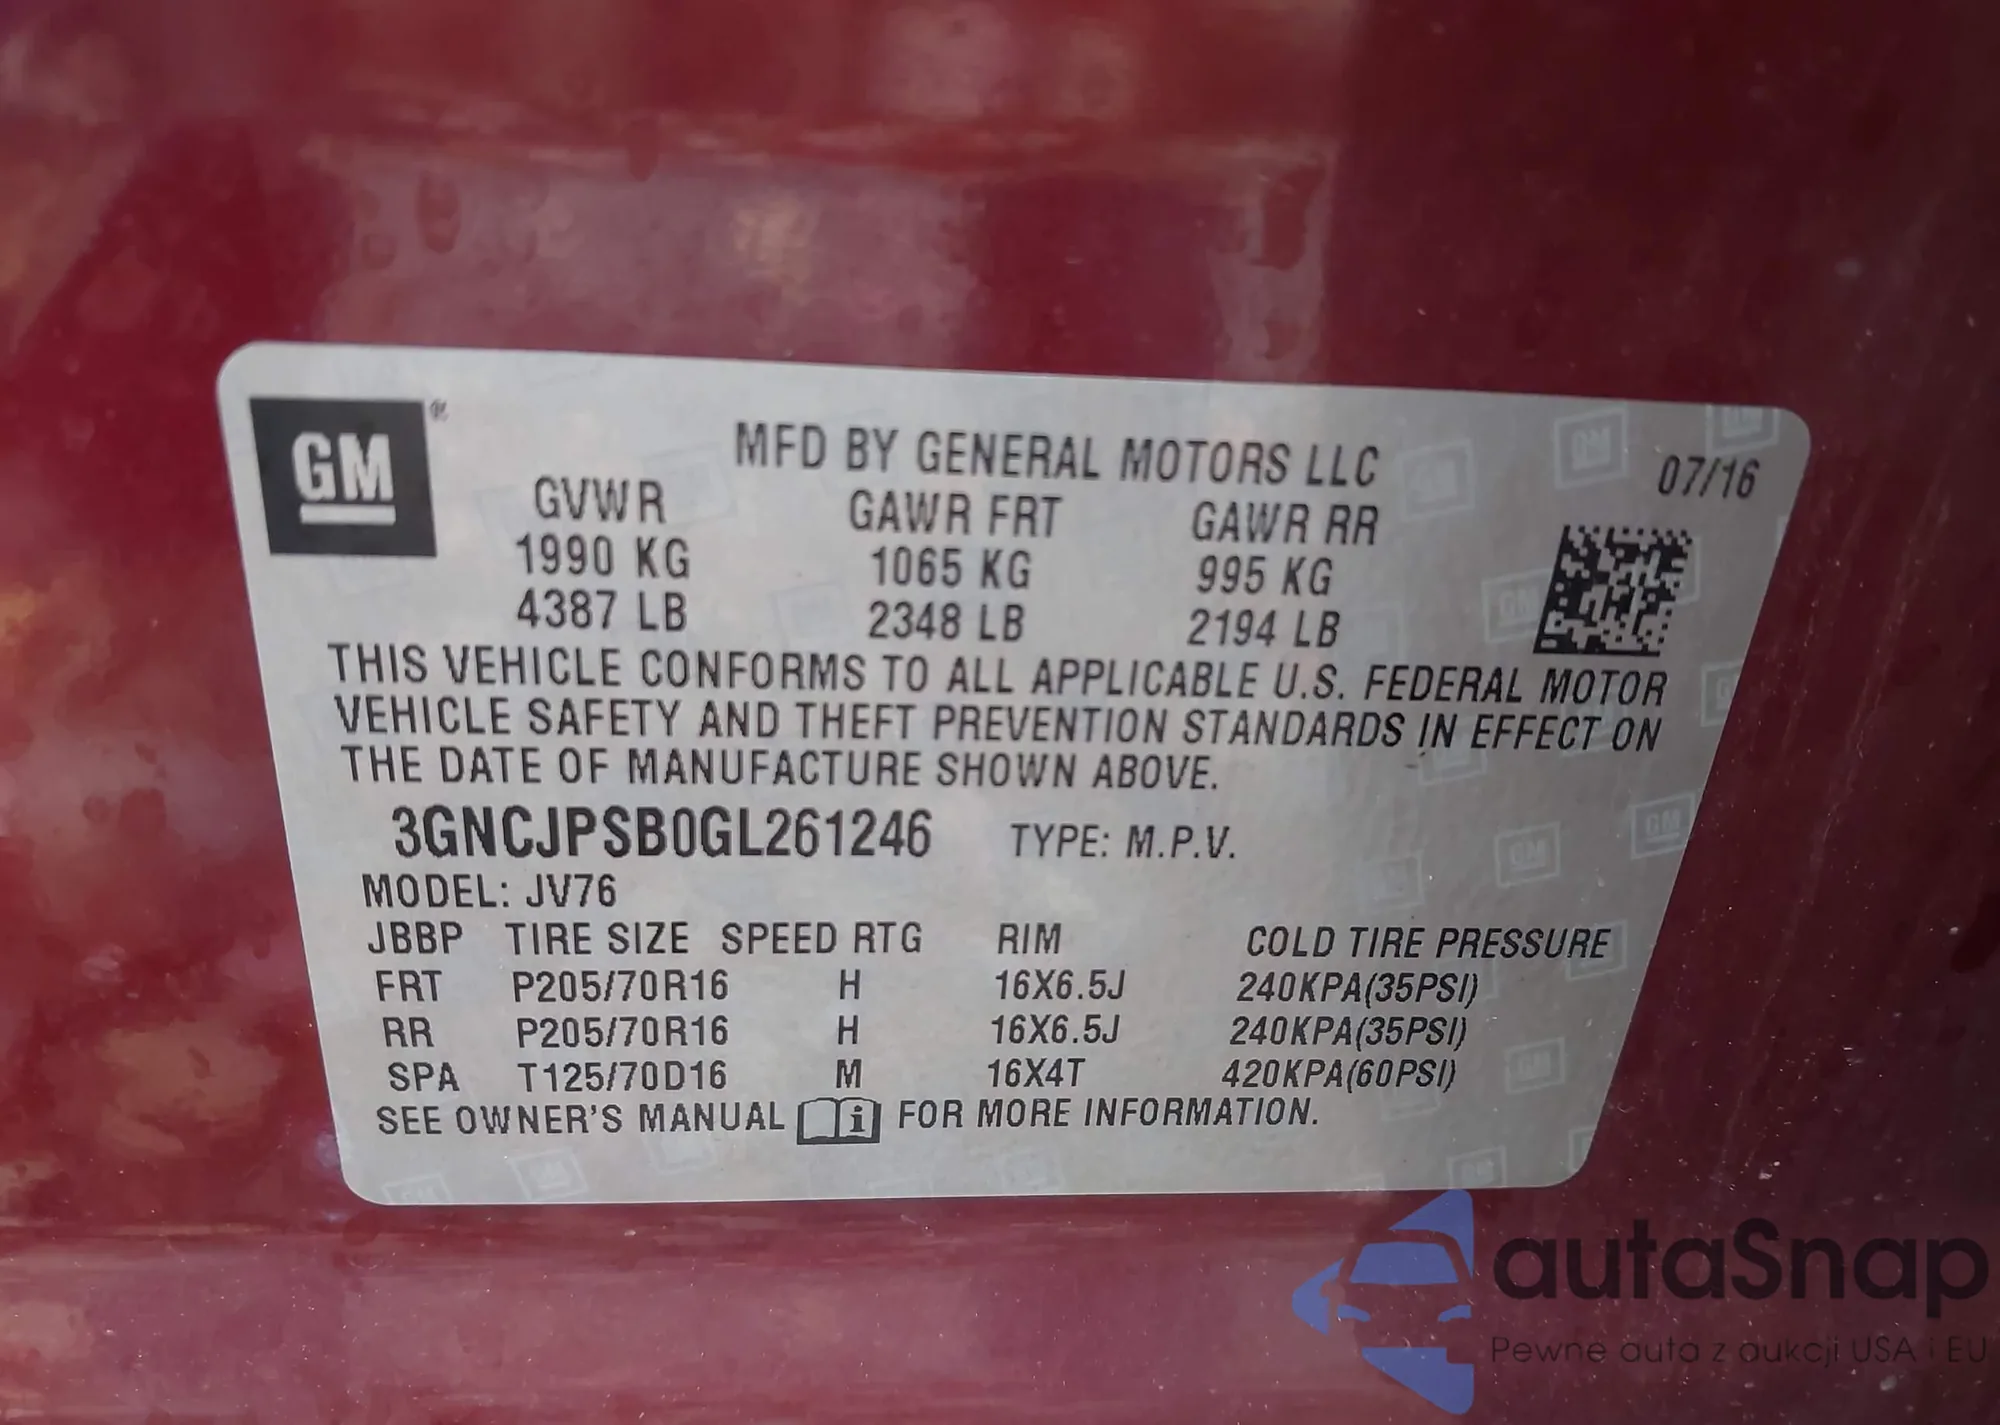 GM®
MFD BY GENERAL MOTORS LLC
07/16
GVWR GAWR FRT GAWR RR
1990 KG 1065 KG 995 KG
4387 LB 2348 LB 2194 LB
THIS VEHICLE CONFORMS TO ALL APPLICABLE U.S. FEDERAL MOTOR
VEHICLE SAFETY AND THEFT PREVENTION STANDARDS IN EFFECT ON
THE DATE OF MANUFACTURE SHOWN ABOVE.
3GNCJPSB0GL261246 TYPE: M.P.V.
MODEL: JV76
JBBP TIRE SIZE SPEED RTG RIM COLD TIRE PRESSURE
FRT P205/70R16 H 16X6.5J 240KPA(35PSI)
RR P205/70R16 H 16X6.5J 240KPA(35PSI)
SPA T125/70D16 M 16X4T 420KPA(60PSI)
SEE OWNER'S MANUAL i FOR MORE INFORMATION.
autaSnap
Pewne auta z aukcji USA i EU